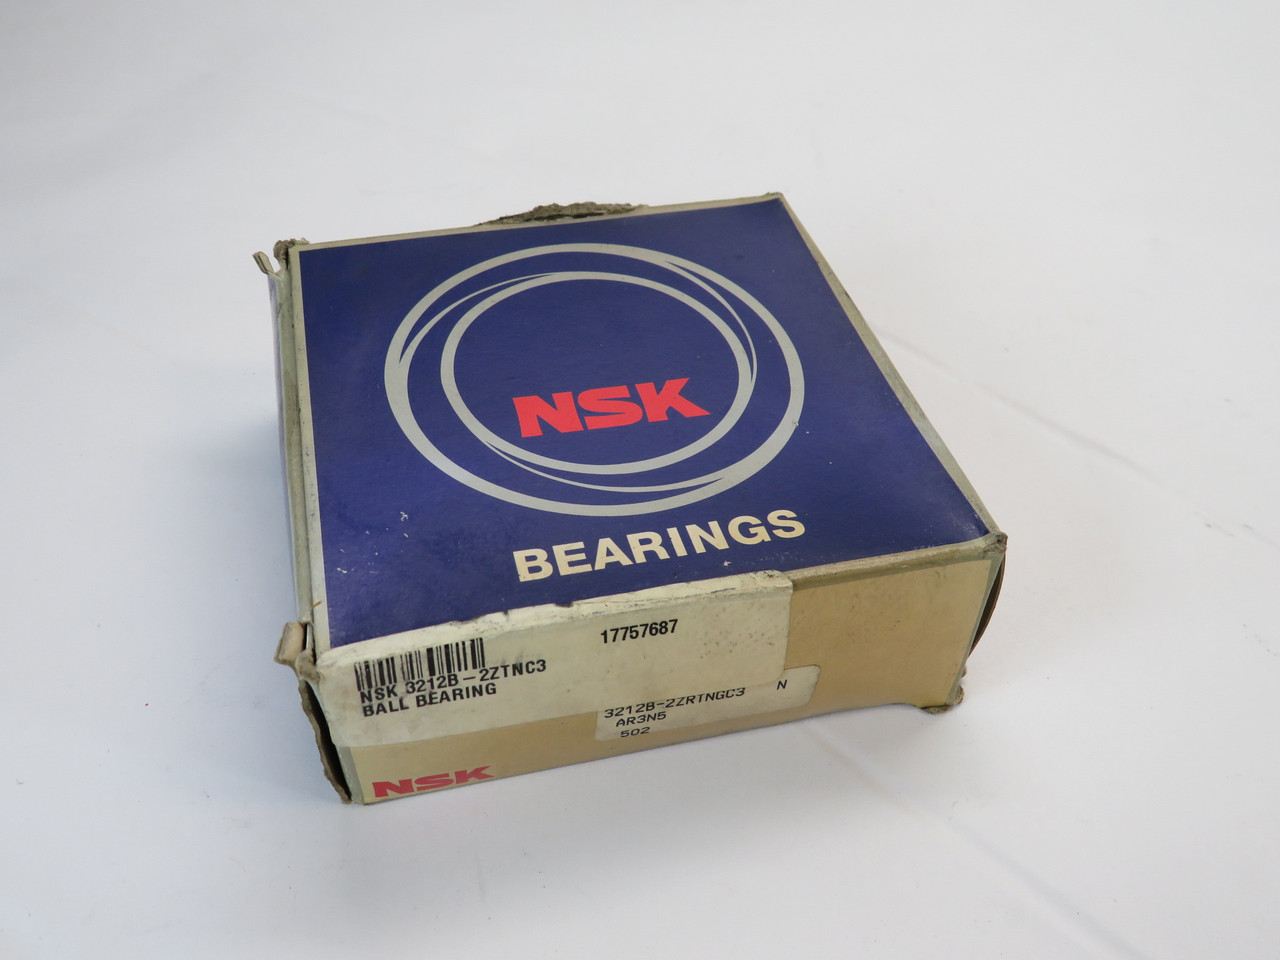 NSK
BEARINGS
17757687
NSK 3212B-2ZTNC3
BALL BEARING
3212B-2ZRTNGC3 N
AR3N5
502
NSK